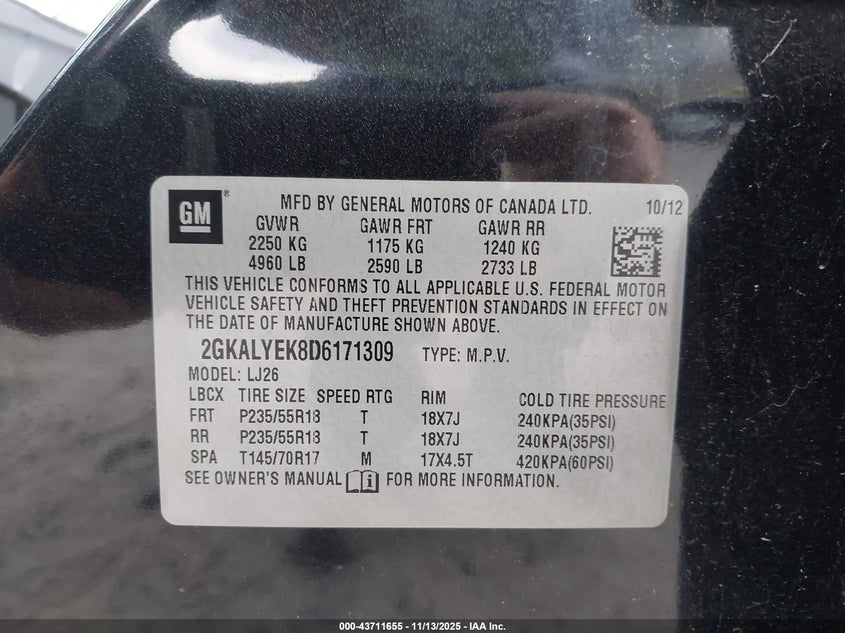 GM ®
MFD BY GENERAL MOTORS OF CANADA LTD. 10/12
GVWR GAWR FRT GAWR RR
2250 KG 1175 KG 1240 KG
4960 LB 2590 LB 2733 LB
THIS VEHICLE CONFORMS TO ALL APPLICABLE U.S. FEDERAL MOTOR
VEHICLE SAFETY AND THEFT PREVENTION STANDARDS IN EFFECT ON
THE DATE OF MANUFACTURE SHOWN ABOVE.
2GKALYEK8D6171309 TYPE: M.P.V.
MODEL: LJ26
LBCX TIRE SIZE SPEED RTG RIM COLD TIRE PRESSURE
FRT P235/55R18 T 18X7J 240KPA(35PSI)
RR P235/55R18 T 18X7J 240KPA(35PSI)
SPA T145/70R17 M 17X4.5T 420KPA(60PSI)
SEE OWNER'S MANUAL i FOR MORE INFORMATION.
000-43711655 - 11/13/2025 - IAA Inc.